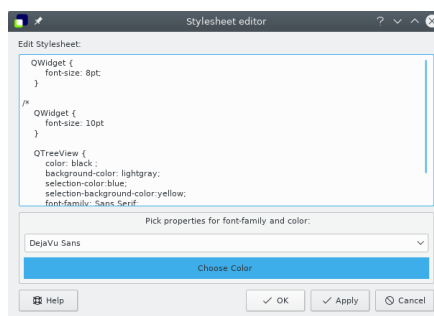 Stylesheet editor
Edit Stylesheet:
QWidget {
font-size: 8pt;
}
/*
QWidget {
font-size: 10pt
}
QTreeView {
color: black ;
background-color: lightgray;
selection-color:blue;
selection-background-color:yellow;
font-family: Sans Serif;
Pick properties for font-family and color:
DejaVu Sans
Choose Color
Help
OK
Apply
Cancel